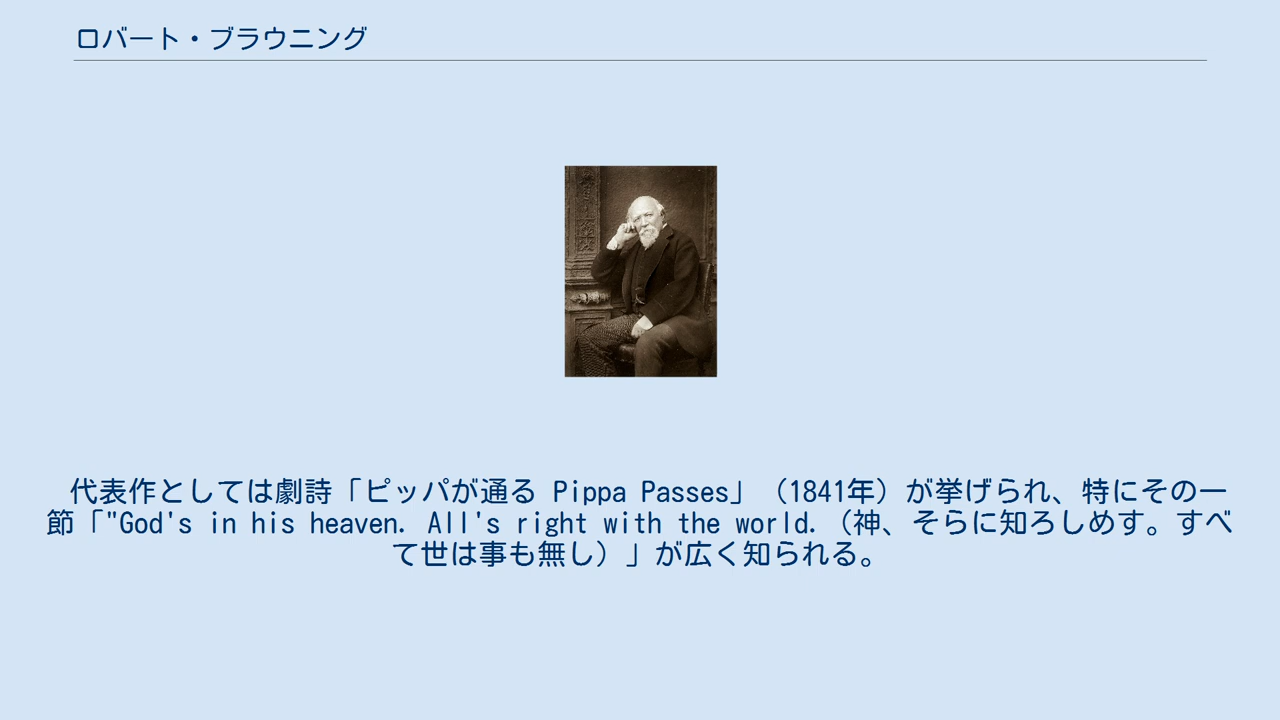 ロバート・ブラウニング
代表作としては劇詩「ピッパが通る Pippa Passes」（1841年）が挙げられ、特にその一
節「"God's in his heaven. All's right with the world.（神、そらに知ろしめす。すべ
て世は事も無し）」が広く知られる。